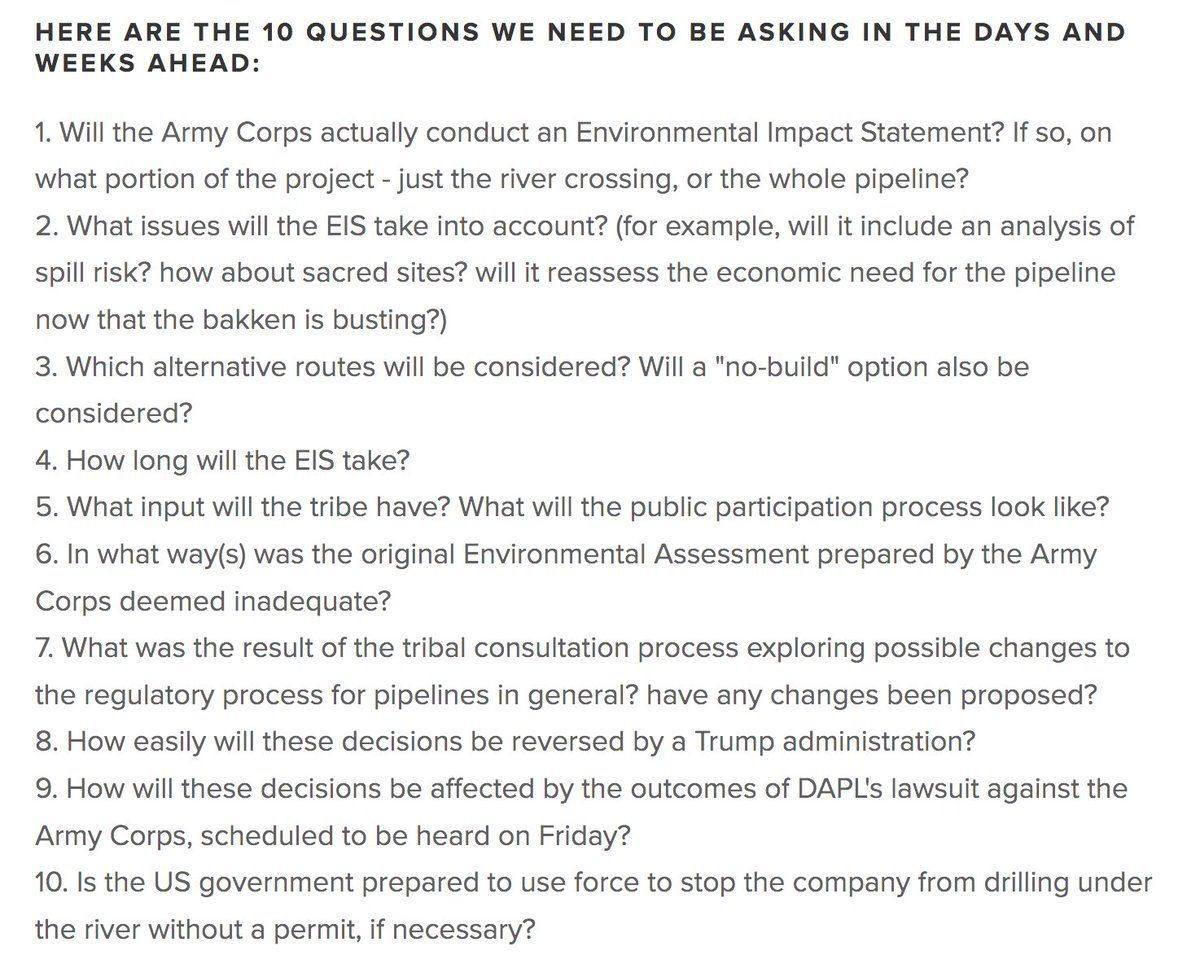 HERE ARE THE 10 QUESTIONS WE NEED TO BE ASKING IN THE DAYS AND
WEEKS AHEAD:
1. Will the Army Corps actually conduct an Environmental Impact Statement? If so, on
what portion of the project - just the river crossing, or the whole pipeline?
2. What issues will the EIS take into account? (for example, will it include an analysis of
spill risk? how about sacred sites? will it reassess the economic need for the pipeline
now that the bakken is busting?)
3. Which alternative routes will be considered? Will a "no-build" option also be
considered?
4. How long will the EIS take?
5. What input will the tribe have? What will the public participation process look like?
6. In what way(s) was the original Environmental Assessment prepared by the Army
Corps deemed inadequate?
7. What was the result of the tribal consultation process exploring possible changes to
the regulatory process for pipelines in general? have any changes been proposed?
8. How easily will these decisions be reversed by a Trump administration?
9. How will these decisions be affected by the outcomes of DAPL's lawsuit against the
Army Corps, scheduled to be heard on Friday?
10. Is the US government prepared to use force to stop the company from drilling under
the river without a permit, if necessary?